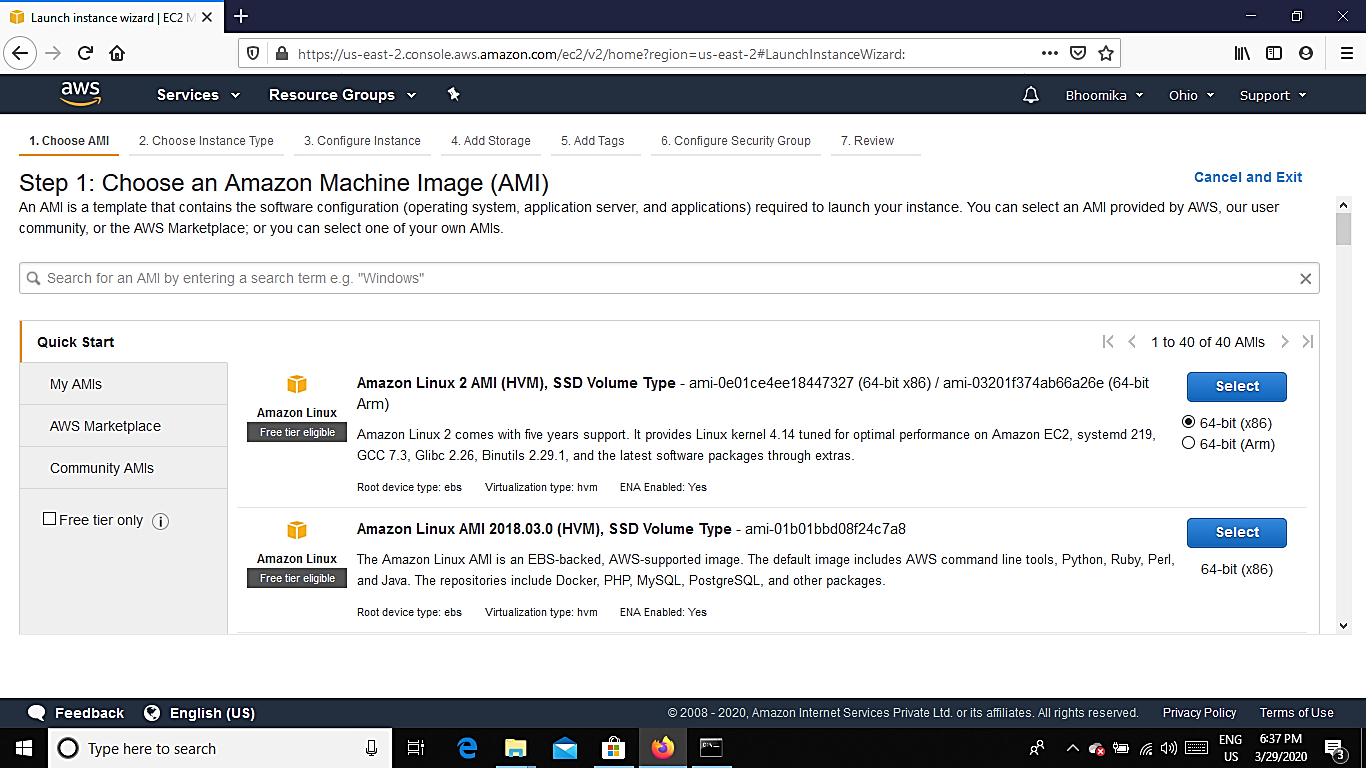 Launch instance wizard | EC2 M
https://us-east-2.console.aws.amazon.com/ec2/v2/home?region=us-east-2#LaunchInstanceWizard:
aws Services Resource Groups Bhoomika Ohio Support
1. Choose AMI 2. Choose Instance Type 3. Configure Instance 4. Add Storage 5. Add Tags 6. Configure Security Group 7. Review
Step 1: Choose an Amazon Machine Image (AMI)
Cancel and Exit
An AMI is a template that contains the software configuration (operating system, application server, and applications) required to launch your instance. You can select an AMI provided by AWS, our user
community, or the AWS Marketplace; or you can select one of your own AMIs.
Search for an AMI by entering a search term e.g. "Windows"
Quick Start
My AMIs
AWS Marketplace
Community AMIs
Free tier only
1 to 40 of 40 AMIs
Amazon Linux
Free tier eligible
Amazon Linux 2 AMI (HVM), SSD Volume Type - ami-0e01ce4ee18447327 (64-bit x86) / ami-03201f374ab66a26e (64-bit
Arm)
Amazon Linux 2 comes with five years support. It provides Linux kernel 4.14 tuned for optimal performance on Amazon EC2, systemd 219,
GCC 7.3, Glibc 2.26, Binutils 2.29.1, and the latest software packages through extras.
Root device type: ebs Virtualization type: hvm ENA Enabled: Yes
Select
64-bit (x86)
64-bit (Arm)
Amazon Linux
Free tier eligible
Amazon Linux AMI 2018.03.0 (HVM), SSD Volume Type - ami-01b01bbd08f24c7a8
The Amazon Linux AMI is an EBS-backed, AWS-supported image. The default image includes AWS command line tools, Python, Ruby, Perl,
and Java. The repositories include Docker, PHP, MySQL, PostgreSQL, and other packages.
Root device type: ebs Virtualization type: hvm ENA Enabled: Yes
Select
64-bit (x86)
Feedback English (US) © 2008 - 2020, Amazon Internet Services Private Ltd. or its affiliates. All rights reserved. Privacy Policy Terms of Use
Type here to search
ENG
US
6:37 PM
3/29/2020
3